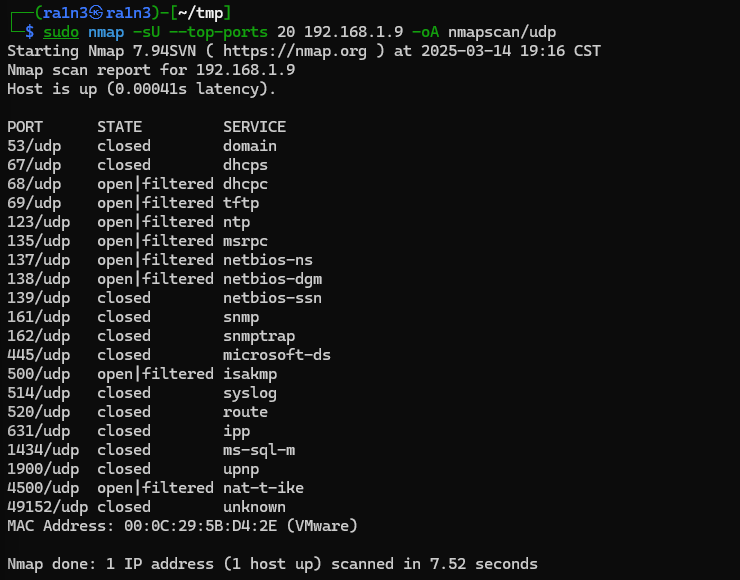 ┌──(ra1n3㉿ra1n3)-[~/tmp]
└─$ sudo nmap -sU --top-ports 20 192.168.1.9 -oA nmapscan/udp
Starting Nmap 7.94SVN ( https://nmap.org ) at 2025-03-14 19:16 CST
Nmap scan report for 192.168.1.9
Host is up (0.00041s latency).

PORT      STATE         SERVICE
53/udp    closed        domain
67/udp    closed        dhcps
68/udp    open|filtered dhcpc
69/udp    open|filtered tftp
123/udp   open|filtered ntp
135/udp   open|filtered msrpc
137/udp   open|filtered netbios-ns
138/udp   open|filtered netbios-dgm
139/udp   closed        netbios-ssn
161/udp   closed        snmp
162/udp   closed        snmptrap
445/udp   closed        microsoft-ds
500/udp   open|filtered isakmp
514/udp   closed        syslog
520/udp   closed        route
631/udp   closed        ipp
1434/udp  closed        ms-sql-m
1900/udp  closed        upnp
4500/udp  open|filtered nat-t-ike
49152/udp closed        unknown
MAC Address: 00:0C:29:5B:D4:2E (VMware)

Nmap done: 1 IP address (1 host up) scanned in 7.52 seconds